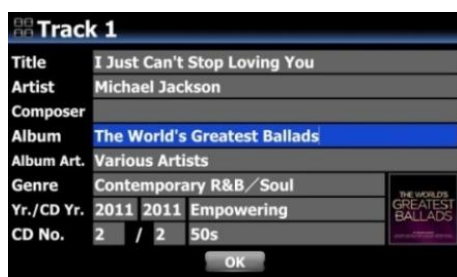 Track 1
Title I Just Can't Stop Loving You
Artist Michael Jackson
Composer
Album The World's Greatest Ballads
Album Art. Various Artists
Genre Contemporary R&B／Soul
Yr./CD Yr. 2011 2011 Empowering
CD No. 2 / 2 50s
THE WORLD'S
GREATEST
BALLADS
OK